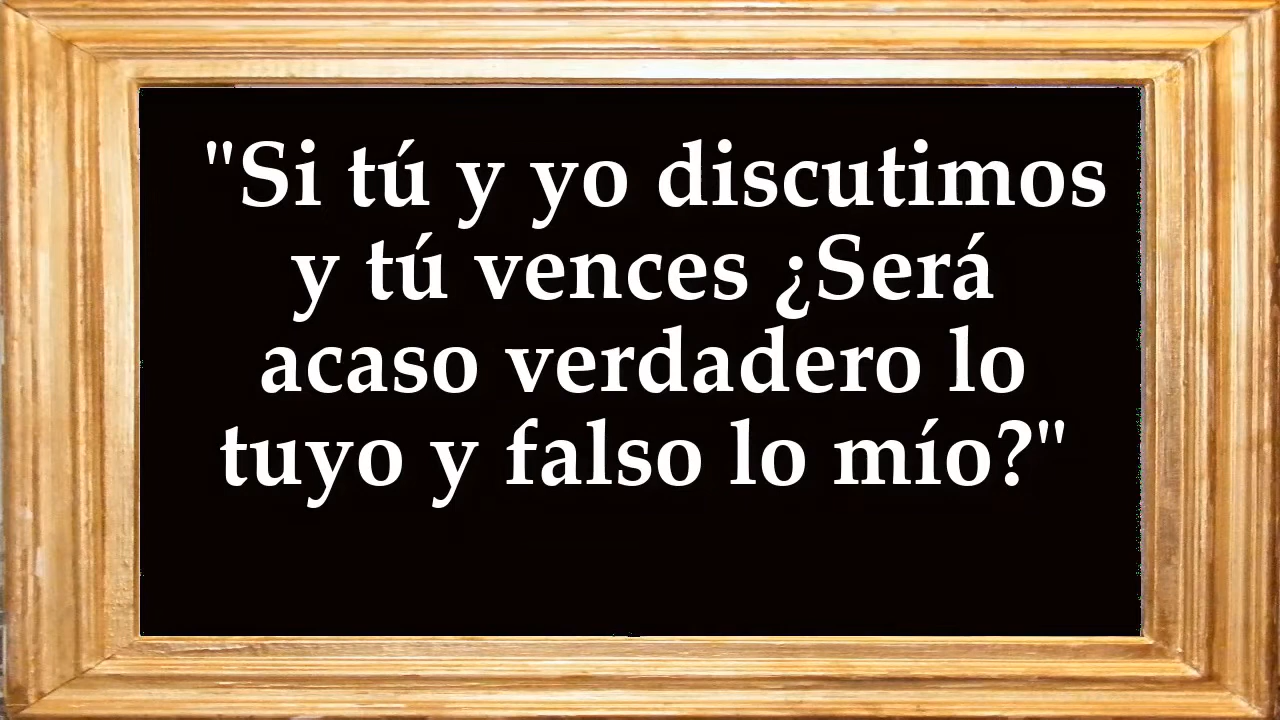 "Si tú y yo discutimos
y tú vences ¿Será
acaso verdadero lo
tuyo y falso lo mío?"